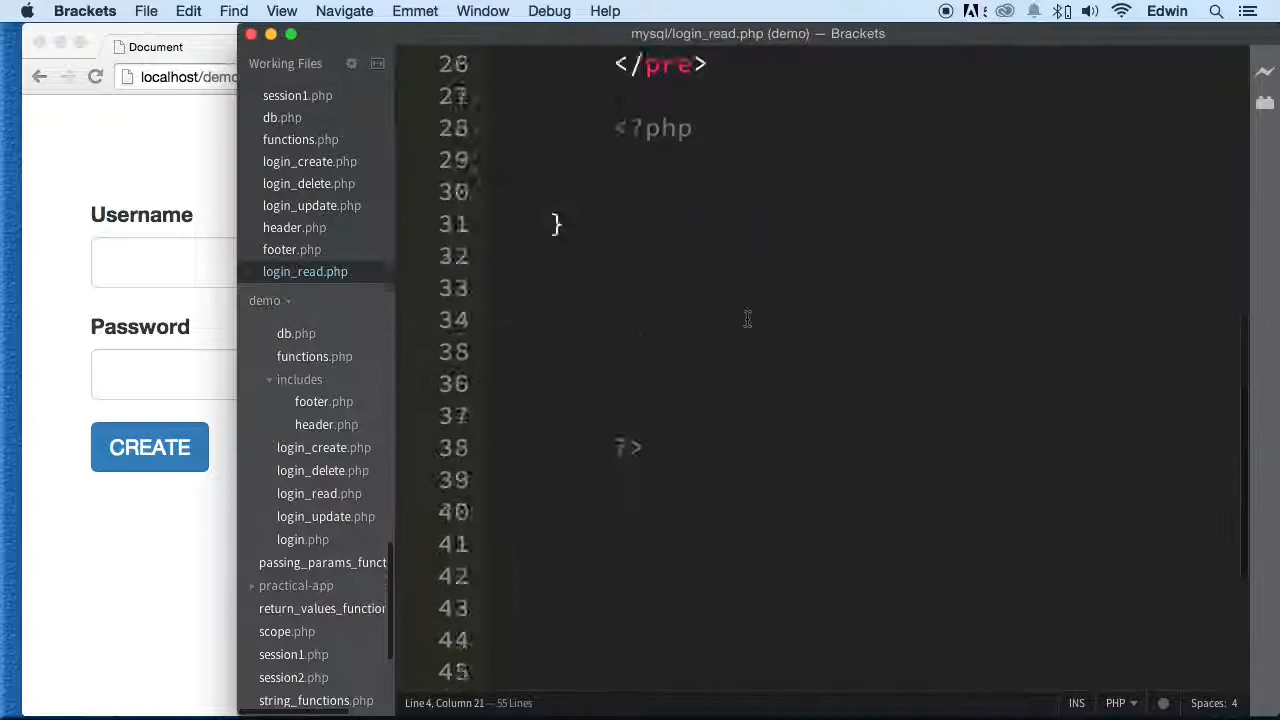 Brackets File Edit Find View Navigate Emmet Window Debug Help Edwin
mysql/login_read.php (demo) — Brackets
Document
localhost/demo
Username
Password
CREATE
Working Files
session1.php
db.php
functions.php
login_create.php
login_delete.php
login_update.php
header.php
footer.php
login_read.php
demo
db.php
functions.php
includes
footer.php
header.php
login_create.php
login_delete.php
login_read.php
login_update.php
login.php
passing_params_funct
practical-app
return_values_function
scope.php
session1.php
session2.php
string_functions.php
26 </pre>
27
28 <?php
29
30
31 }
32
33
34
36
37
38 ?>
39
40
41
42
43
44
45
Line 4, Column 21 — 55 Lines
INS PHP Spaces: 4